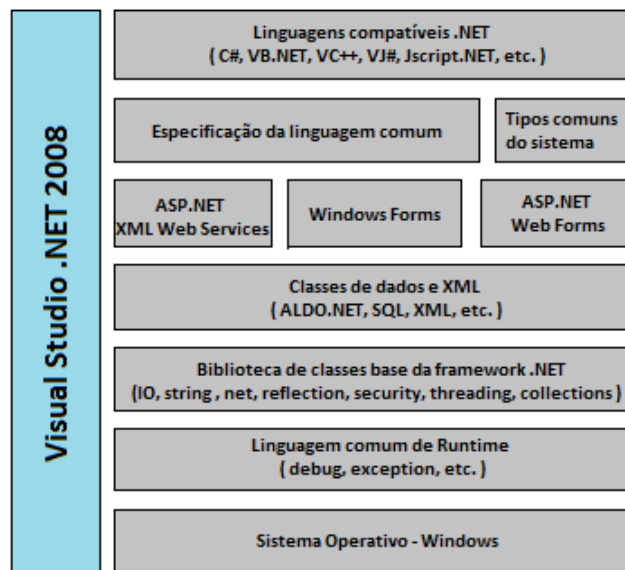 Visual Studio .NET 2008
Linguagens compatíveis .NET
( C#, VB.NET, VC++, VJ#, Jscript.NET, etc. )
Especificação da linguagem comum
Tipos comuns
do sistema
ASP.NET
XML Web Services
Windows Forms
ASP.NET
Web Forms
Classes de dados e XML
( ALDO.NET, SQL, XML, etc. )
Biblioteca de classes base da framework .NET
(IO, string , net, reflection, security, threading, collections )
Linguagem comum de Runtime
( debug, exception, etc. )
Sistema Operativo - Windows